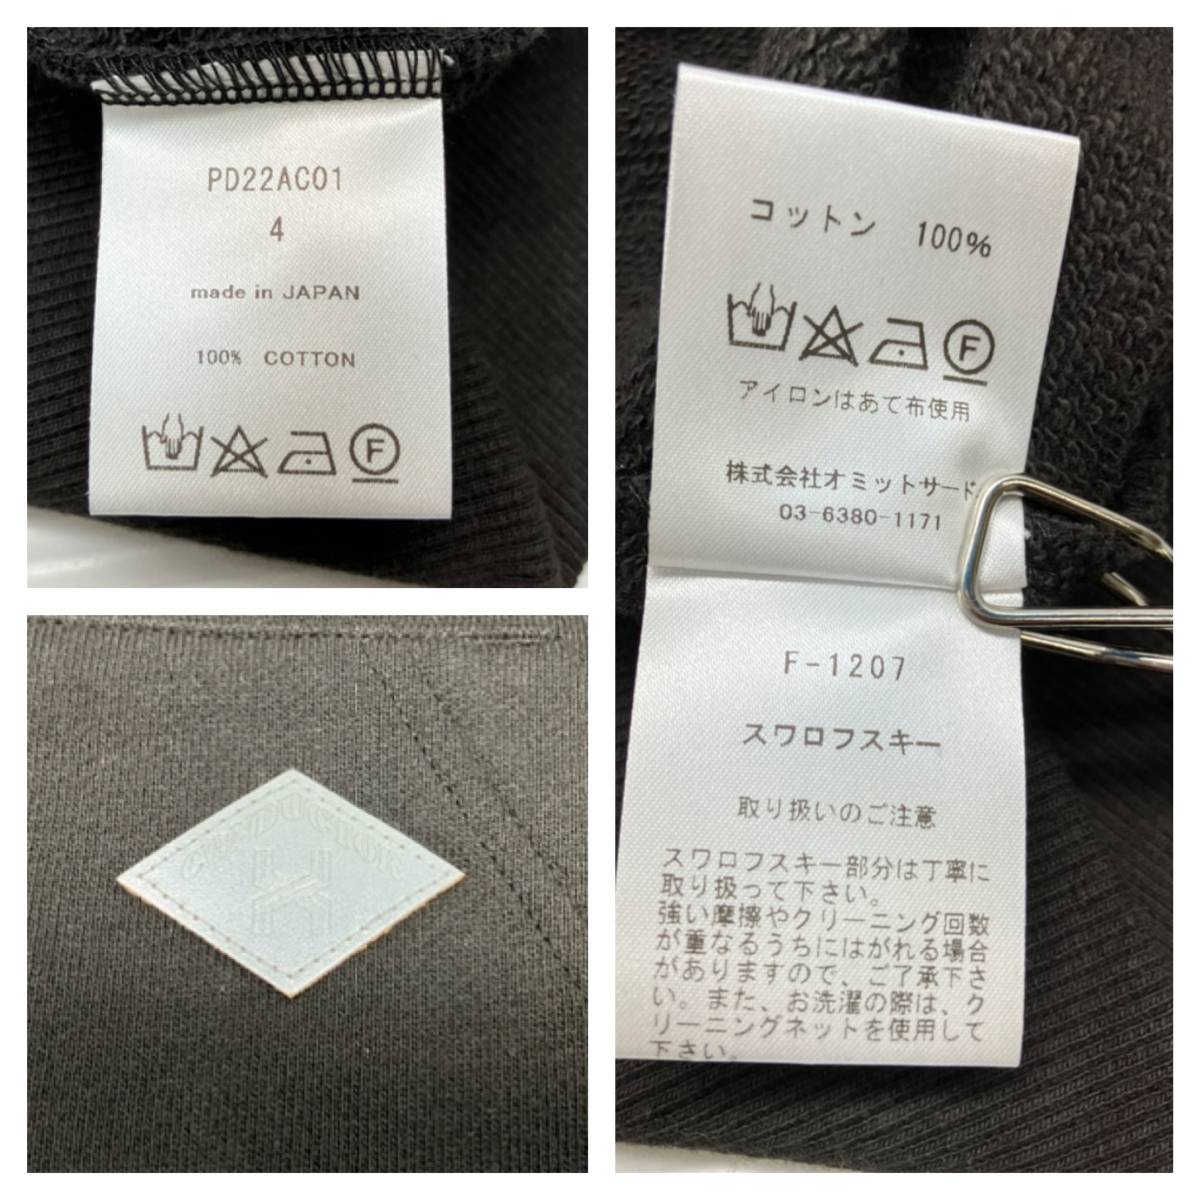 PD22AC01
4
made in JAPAN
100% COTTON
F
コットン 100%
F
アイロンはあて布使用
株式会社オミットサード
03-6380-1171
F-1207
スワロフスキー
取り扱いのご注意
スワロフスキー部分は丁寧に
取り扱って下さい。
強い摩擦やクリーニング回数
が重なるうちにはがれる場合
がありますので、ご了承下さ
い。また、お洗濯の際は、ク
リーニングネットを使用して
下さい。
CONDUCTOR